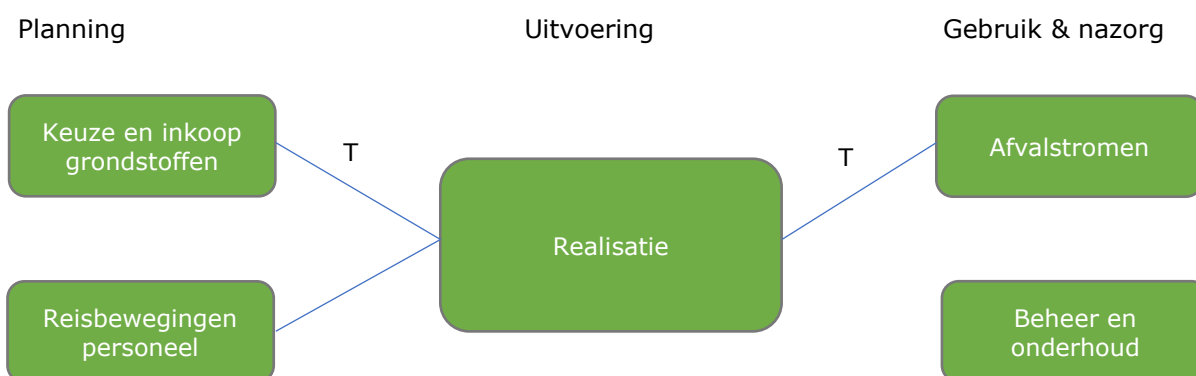 Planning
Uitvoering
Gebruik & nazorg
Keuze en inkoop
grondstoffen
T
T
Afvalstromen
Realisatie
Reisbewegingen
personeel
Beheer en
onderhoud